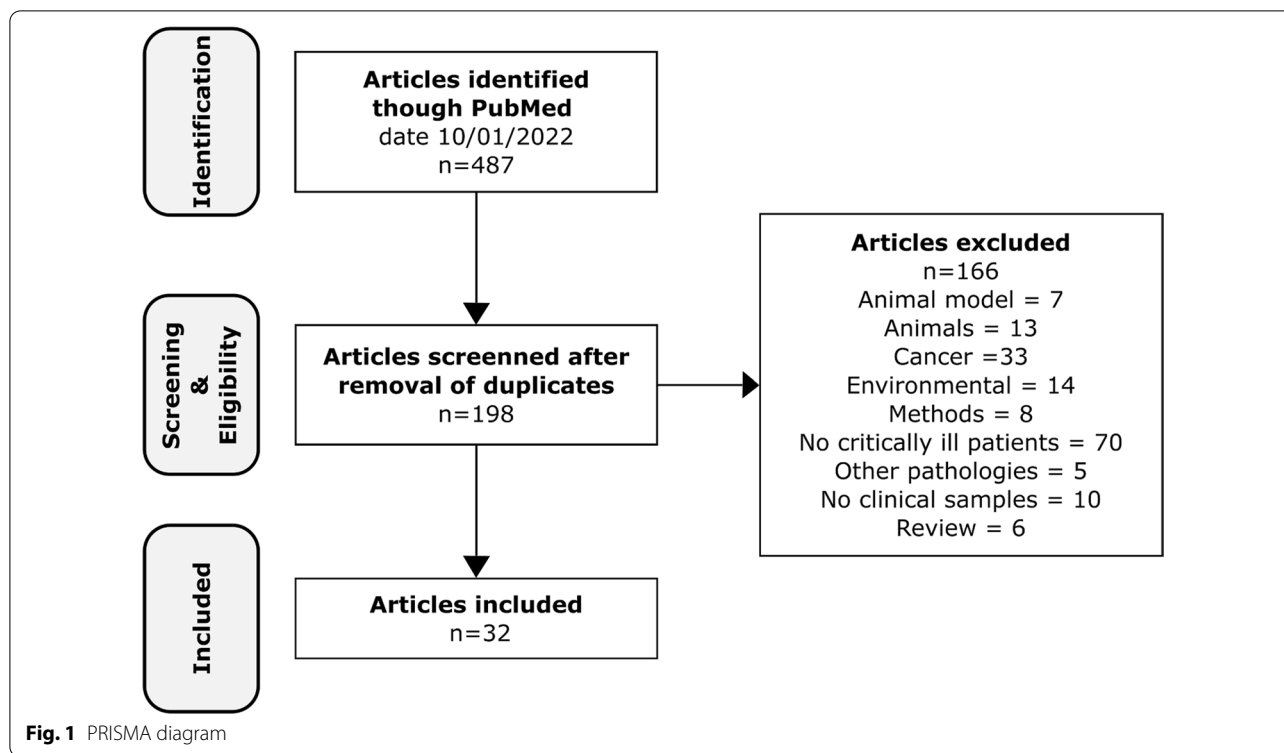 Identification
Articles identified
though PubMed
date 10/01/2022
n=487
Screening
&
Eligibility
Articles screenned after
removal of duplicates
n=198
Articles excluded
n=166
Animal model = 7
Animals = 13
Cancer =33
Environmental = 14
Methods = 8
No critically ill patients = 70
Other pathologies = 5
No clinical samples = 10
Review = 6
Included
Articles included
n=32
Fig. 1 PRISMA diagram